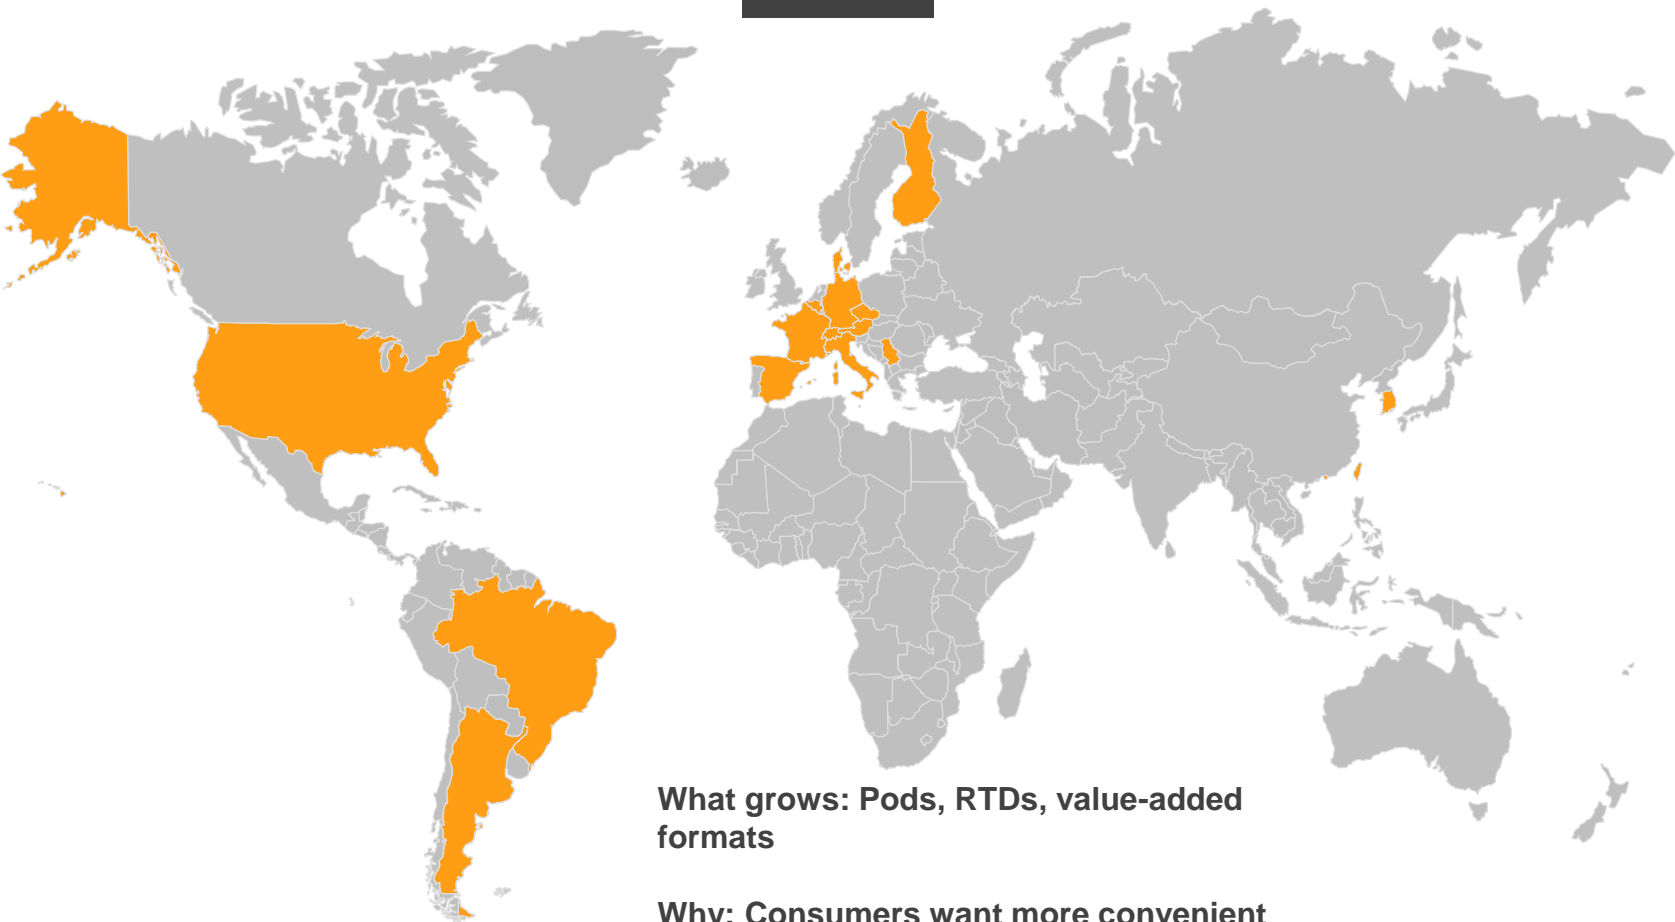 What grows: Pods, RTDs, value-added
formats
Why: Consumers want more convenient